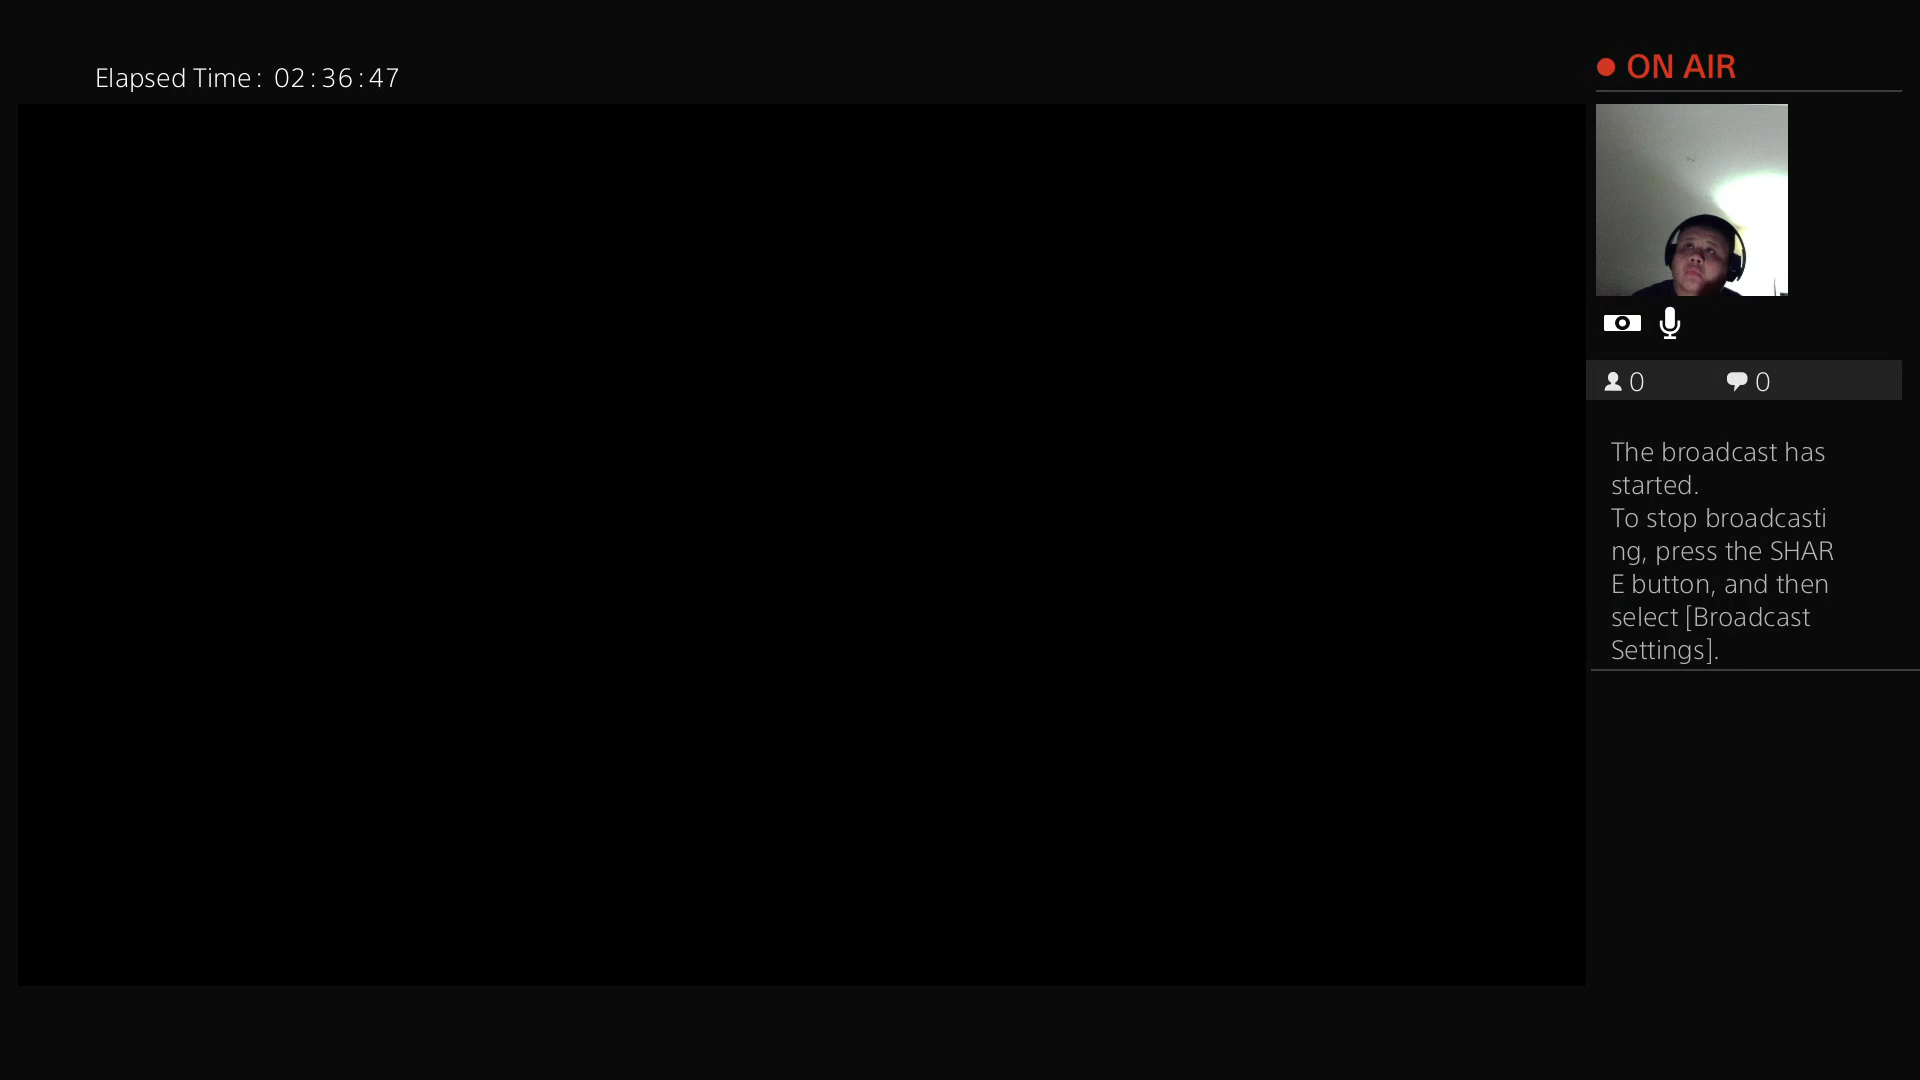 Elapsed Time: 02:36:47
ON AIR
0 0
The broadcast has
started.
To stop broadcasti
ng, press the SHAR
E button, and then
select [Broadcast
Settings].